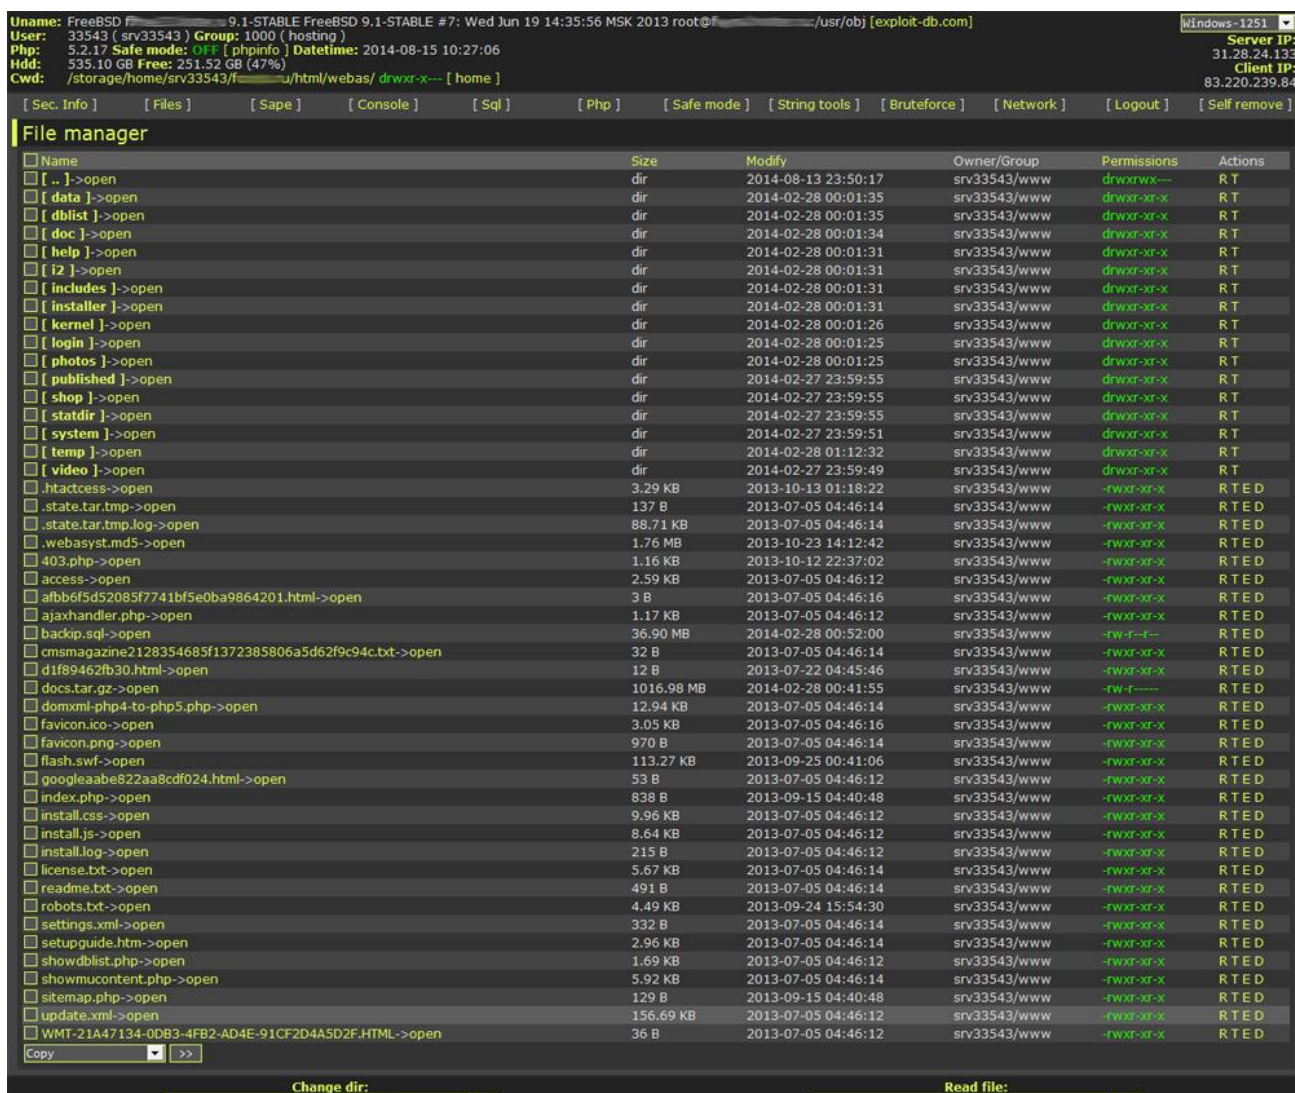 Uname: FreeBSD 9.1-STABLE FreeBSD 9.1-STABLE #7: Wed Jun 19 14:35:56 MSK 2013 root@ :/usr/obj [exploit-db.com]
Windows-1251
User: 33543 ( srv33543 ) Group: 1000 ( hosting )
Server IP:
Php: 5.2.17 Safe mode: OFF [ phpinfo ] Datetime: 2014-08-15 10:27:06
31.28.24.133
Hdd: 535.10 GB Free: 251.52 GB (47%)
Client IP:
Cwd: /storage/home/srv33543/ /html/webas/ drwxr-x--- [ home ]
83.220.239.84
[ Sec. Info ] [ Files ] [ Sape ] [ Console ] [ Sql ] [ Php ] [ Safe mode ] [ String tools ] [ Bruteforce ] [ Network ] [ Logout ] [ Self remove ]
File manager
Name Size Modify Owner/Group Permissions Actions
[ .. ]->open dir 2014-08-13 23:50:17 srv33543/www drwxrwx--- R T
[ data ]->open dir 2014-02-28 00:01:35 srv33543/www drwxr-xr-x R T
[ dblist ]->open dir 2014-02-28 00:01:35 srv33543/www drwxr-xr-x R T
[ doc ]->open dir 2014-02-28 00:01:34 srv33543/www drwxr-xr-x R T
[ help ]->open dir 2014-02-28 00:01:31 srv33543/www drwxr-xr-x R T
[ i2 ]->open dir 2014-02-28 00:01:31 srv33543/www drwxr-xr-x R T
[ includes ]->open dir 2014-02-28 00:01:31 srv33543/www drwxr-xr-x R T
[ installer ]->open dir 2014-02-28 00:01:31 srv33543/www drwxr-xr-x R T
[ kernel ]->open dir 2014-02-28 00:01:26 srv33543/www drwxr-xr-x R T
[ login ]->open dir 2014-02-28 00:01:25 srv33543/www drwxr-xr-x R T
[ photos ]->open dir 2014-02-28 00:01:25 srv33543/www drwxr-xr-x R T
[ published ]->open dir 2014-02-27 23:59:55 srv33543/www drwxr-xr-x R T
[ shop ]->open dir 2014-02-27 23:59:55 srv33543/www drwxr-xr-x R T
[ statdir ]->open dir 2014-02-27 23:59:55 srv33543/www drwxr-xr-x R T
[ system ]->open dir 2014-02-27 23:59:51 srv33543/www drwxr-xr-x R T
[ temp ]->open dir 2014-02-28 01:12:32 srv33543/www drwxr-xr-x R T
[ video ]->open dir 2014-02-27 23:59:49 srv33543/www drwxr-xr-x R T
.htactcess->open 3.29 KB 2013-10-13 01:18:22 srv33543/www -rwxr-xr-x R T E D
.state.tar.tmp->open 137 B 2013-07-05 04:46:14 srv33543/www -rwxr-xr-x R T E D
.state.tar.tmp.log->open 88.71 KB 2013-07-05 04:46:14 srv33543/www -rwxr-xr-x R T E D
.webasyst.md5->open 1.76 MB 2013-10-23 14:12:42 srv33543/www -rwxr-xr-x R T E D
403.php->open 1.16 KB 2013-10-12 22:37:02 srv33543/www -rwxr-xr-x R T E D
access->open 2.59 KB 2013-07-05 04:46:12 srv33543/www -rwxr-xr-x R T E D
afbb6f5d52085f7741bf5e0ba9864201.html->open 3 B 2013-07-05 04:46:16 srv33543/www -rwxr-xr-x R T E D
ajaxhandler.php->open 1.17 KB 2013-07-05 04:46:12 srv33543/www -rwxr-xr-x R T E D
backip.sql->open 36.90 MB 2014-02-28 00:52:00 srv33543/www -rw-r--r-- R T E D
cmsmagazine2128354685f1372385806a5d62f9c94c.txt->open 32 B 2013-07-05 04:46:14 srv33543/www -rwxr-xr-x R T E D
d1f89462fb30.html->open 12 B 2013-07-22 04:45:46 srv33543/www -rwxr-xr-x R T E D
docs.tar.gz->open 1016.98 MB 2014-02-28 00:41:55 srv33543/www -rw-r----- R T E D
domxml-php4-to-php5.php->open 12.94 KB 2013-07-05 04:46:14 srv33543/www -rwxr-xr-x R T E D
favicon.ico->open 3.05 KB 2013-07-05 04:46:16 srv33543/www -rwxr-xr-x R T E D
favicon.png->open 970 B 2013-07-05 04:46:14 srv33543/www -rwxr-xr-x R T E D
flash.swf->open 113.27 KB 2013-09-25 00:41:06 srv33543/www -rwxr-xr-x R T E D
googleaabe822aa8cdf024.html->open 53 B 2013-07-05 04:46:12 srv33543/www -rwxr-xr-x R T E D
index.php->open 838 B 2013-09-15 04:40:48 srv33543/www -rwxr-xr-x R T E D
install.css->open 9.96 KB 2013-07-05 04:46:12 srv33543/www -rwxr-xr-x R T E D
install.js->open 8.64 KB 2013-07-05 04:46:12 srv33543/www -rwxr-xr-x R T E D
install.log->open 215 B 2013-07-05 04:46:12 srv33543/www -rwxr-xr-x R T E D
license.txt->open 5.67 KB 2013-07-05 04:46:14 srv33543/www -rwxr-xr-x R T E D
readme.txt->open 491 B 2013-07-05 04:46:14 srv33543/www -rwxr-xr-x R T E D
robots.txt->open 4.49 KB 2013-09-24 15:54:30 srv33543/www -rwxr-xr-x R T E D
settings.xml->open 332 B 2013-07-05 04:46:14 srv33543/www -rwxr-xr-x R T E D
setupguide.htm->open 2.96 KB 2013-07-05 04:46:14 srv33543/www -rwxr-xr-x R T E D
showdblist.php->open 1.69 KB 2013-07-05 04:46:12 srv33543/www -rwxr-xr-x R T E D
showmucontent.php->open 5.92 KB 2013-07-05 04:46:14 srv33543/www -rwxr-xr-x R T E D
sitemap.php->open 129 B 2013-09-15 04:40:48 srv33543/www -rwxr-xr-x R T E D
update.xml->open 156.69 KB 2013-07-05 04:46:12 srv33543/www -rwxr-xr-x R T E D
WMT-21A47134-0DB3-4FB2-AD4E-91CF2D4A5D2F.HTML->open 36 B 2013-07-05 04:46:12 srv33543/www -rwxr-xr-x R T E D
Copy >>
Change dir: Read file: